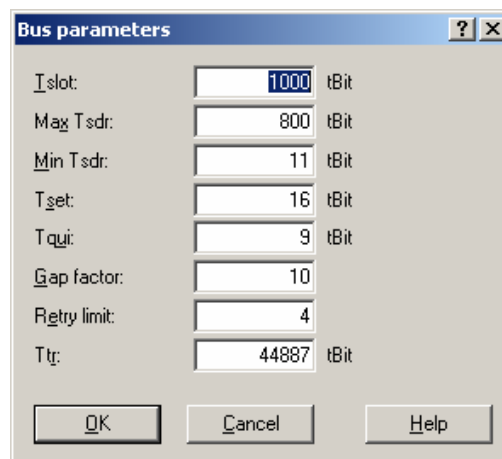 Bus parameters
Tslot: 1000 tBit
Max Tsdr: 800 tBit
Min Tsdr: 11 tBit
Tset: 16 tBit
Tqui: 9 tBit
Gap factor: 10
Retry limit: 4
Ttr: 44887 tBit
OK Cancel Help